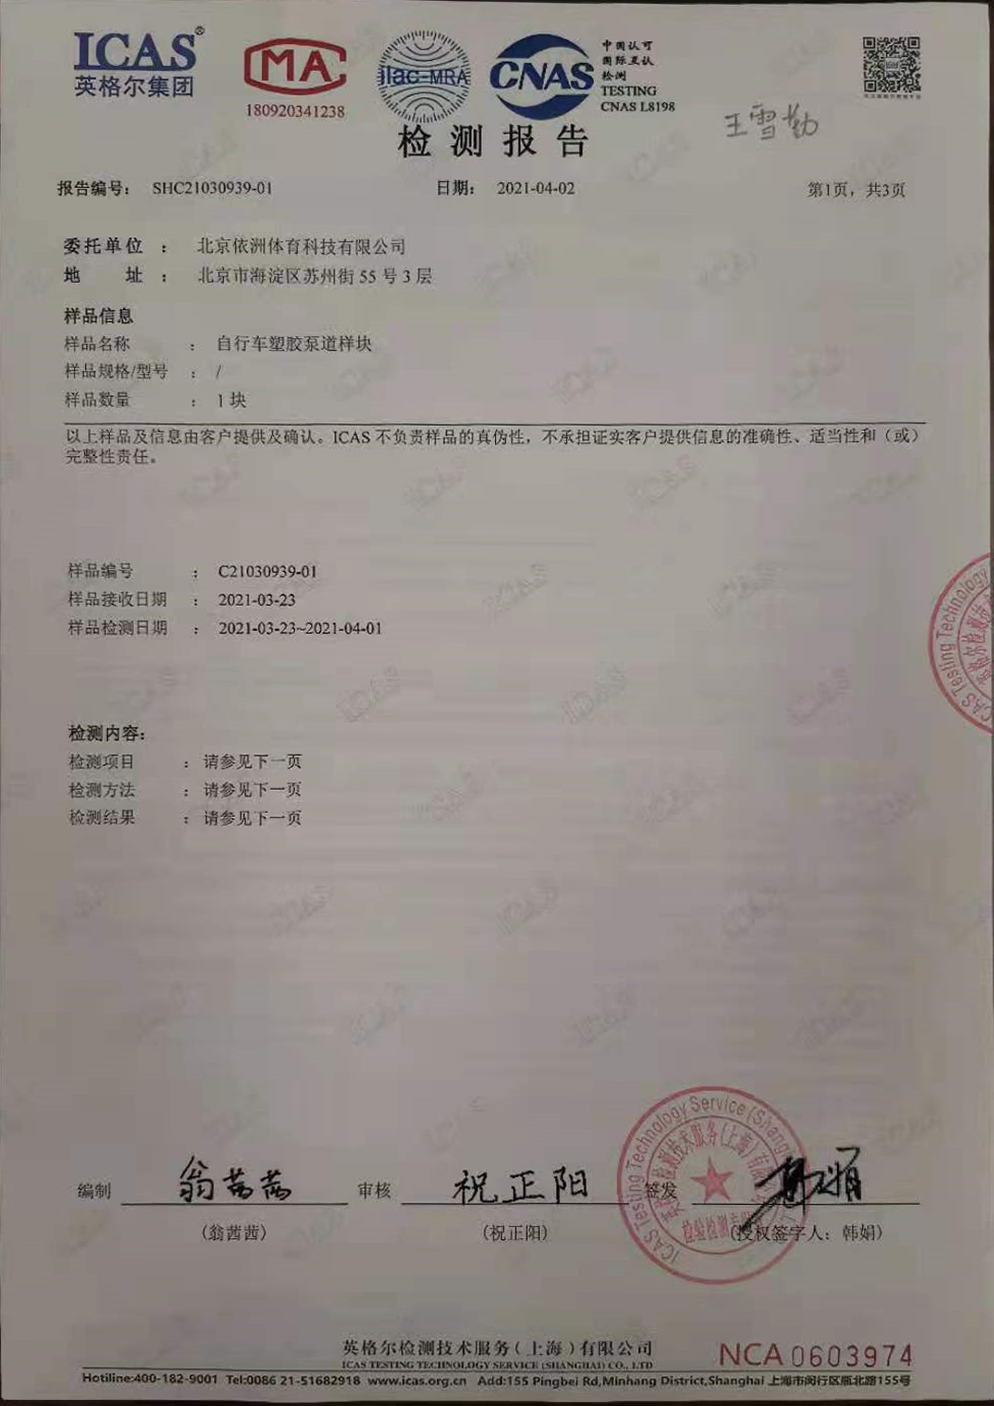 ICAS®
英格尔集团
MA
180920341238
ilac-MRA
CNAS
中国认可
国际互认
检测
TESTING
CNAS L8198
王雪勤
检测报告
报告编号： SHC21030939-01 日期： 2021-04-02 第1页，共3页
委托单位 ： 北京依洲体育科技有限公司
地 址 ： 北京市海淀区苏州街 55 号 3 层
样品信息
样品名称 ： 自行车塑胶泵道样块
样品规格/型号 ： /
样品数量 ： 1 块
以上样品及信息由客户提供及确认。ICAS 不负责样品的真伪性，不承担证实客户提供信息的准确性、适当性和（或）
完整性责任。
样品编号 ： C21030939-01
样品接收日期 ： 2021-03-23
样品检测日期 ： 2021-03-23~2021-04-01
检测内容：
检测项目 ： 请参见下一页
检测方法 ： 请参见下一页
检测结果 ： 请参见下一页
编制 翁茜茜 审核 祝正阳 签发
(翁茜茜) (祝正阳) (授权签字人：韩娟)
英格尔检测技术服务（上海）有限公司
ICAS TESTING TECHNOLOGY SERVICE (SHANGHAI) CO., LTD
NCA 0603974
Hotiline:400-182-9001 Tel:0086 21-51682918 www.icas.org.cn Add:155 Pingbei Rd,Minhang District,Shanghai 上海市闵行区瓶北路155号